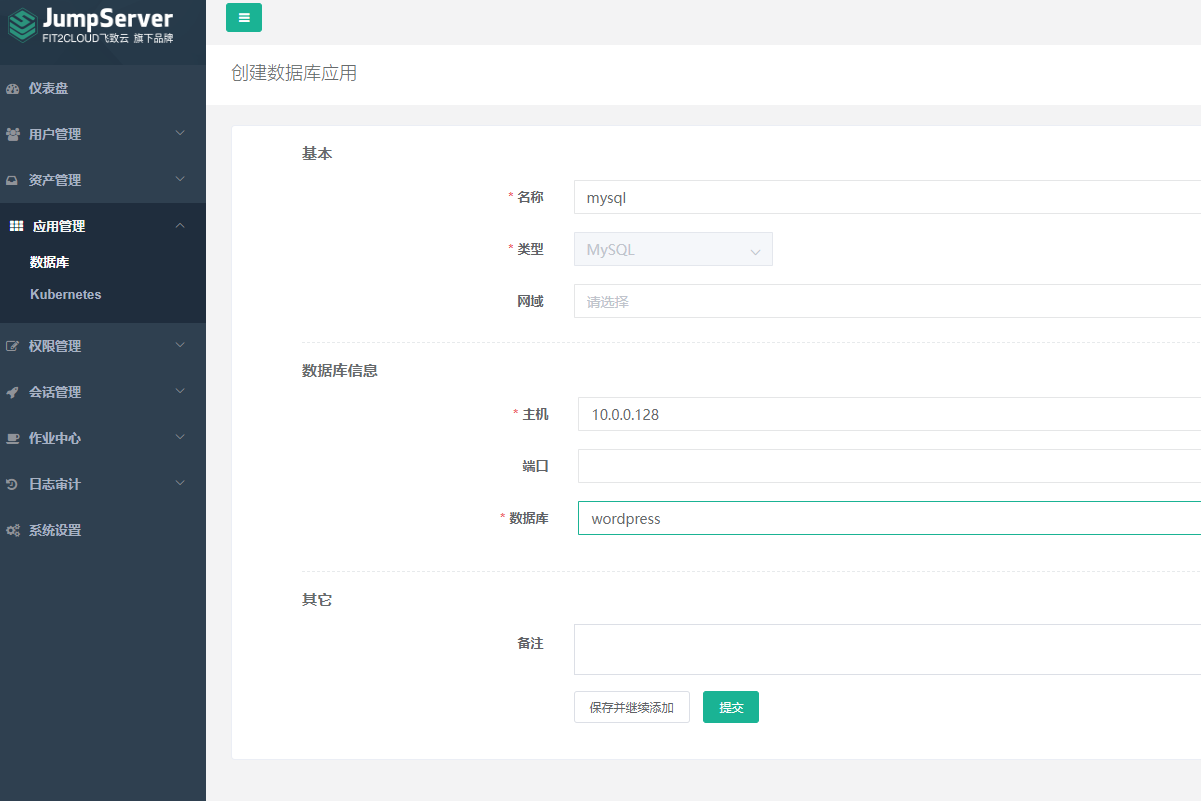 JumpServer
FIT2CLOUD飞致云 旗下品牌
仪表盘
用户管理
资产管理
应用管理
数据库
Kubernetes
权限管理
会话管理
作业中心
日志审计
系统设置
创建数据库应用
基本
* 名称 mysql
* 类型 MySQL
网域 请选择
数据库信息
* 主机 10.0.0.128
端口
* 数据库 wordpress
其它
备注
保存并继续添加 提交